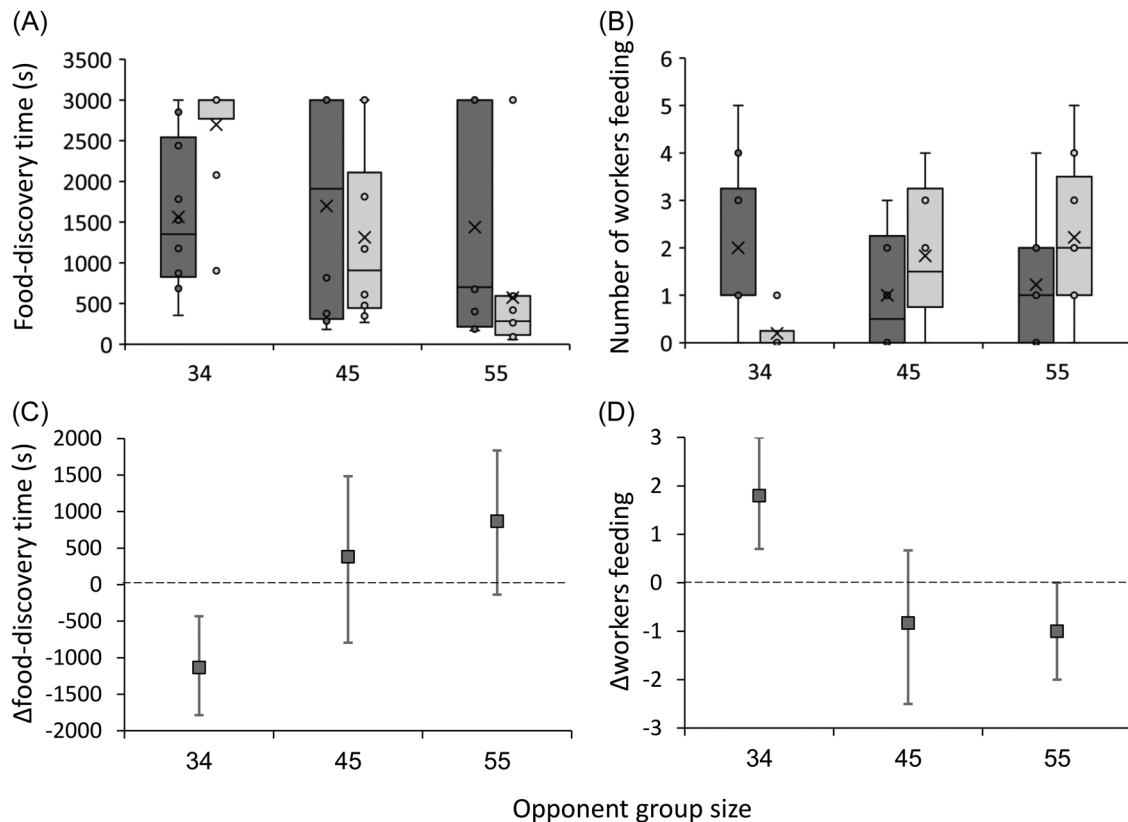 (A)
Food-discovery time (s)
3500
3000
2500
2000
1500
1000
500
0
34 45 55
(B)
Number of workers feeding
6
5
4
3
2
1
0
34 45 55
(C)
Δfood-discovery time (s)
2000
1500
1000
500
0
-500
-1000
-1500
-2000
34 45 55
(D)
Δworkers feeding
3
2
1
0
-1
-2
-3
34 45 55
Opponent group size